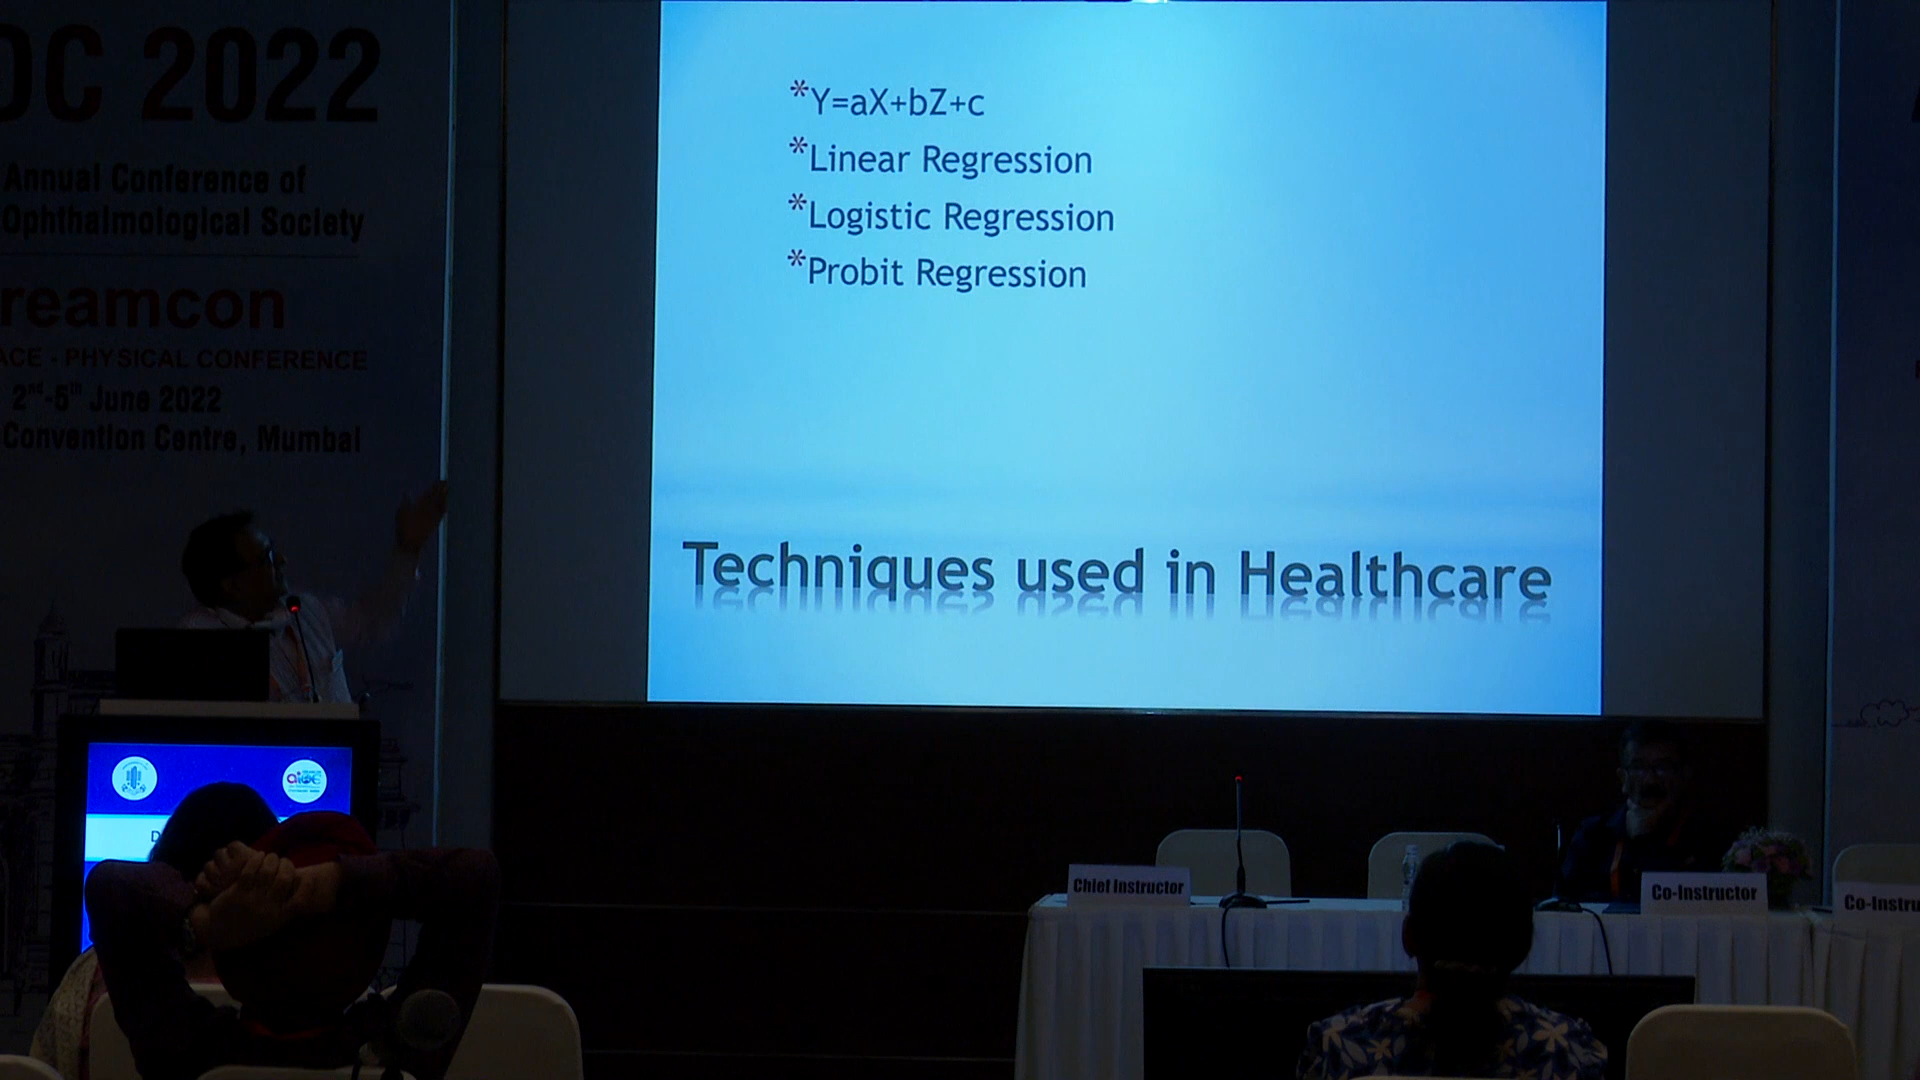 OC 2022
Annual Conference of
Ophthalmological Society
reamcon
ACE - PHYSICAL CONFERENCE
2nd-5th June 2022
Convention Centre, Mumbai
*Y=aX+bZ+c
*Linear Regression
*Logistic Regression
*Probit Regression
Techniques used in Healthcare
D
Chief Instructor
Co-Instructor
Co-Instru